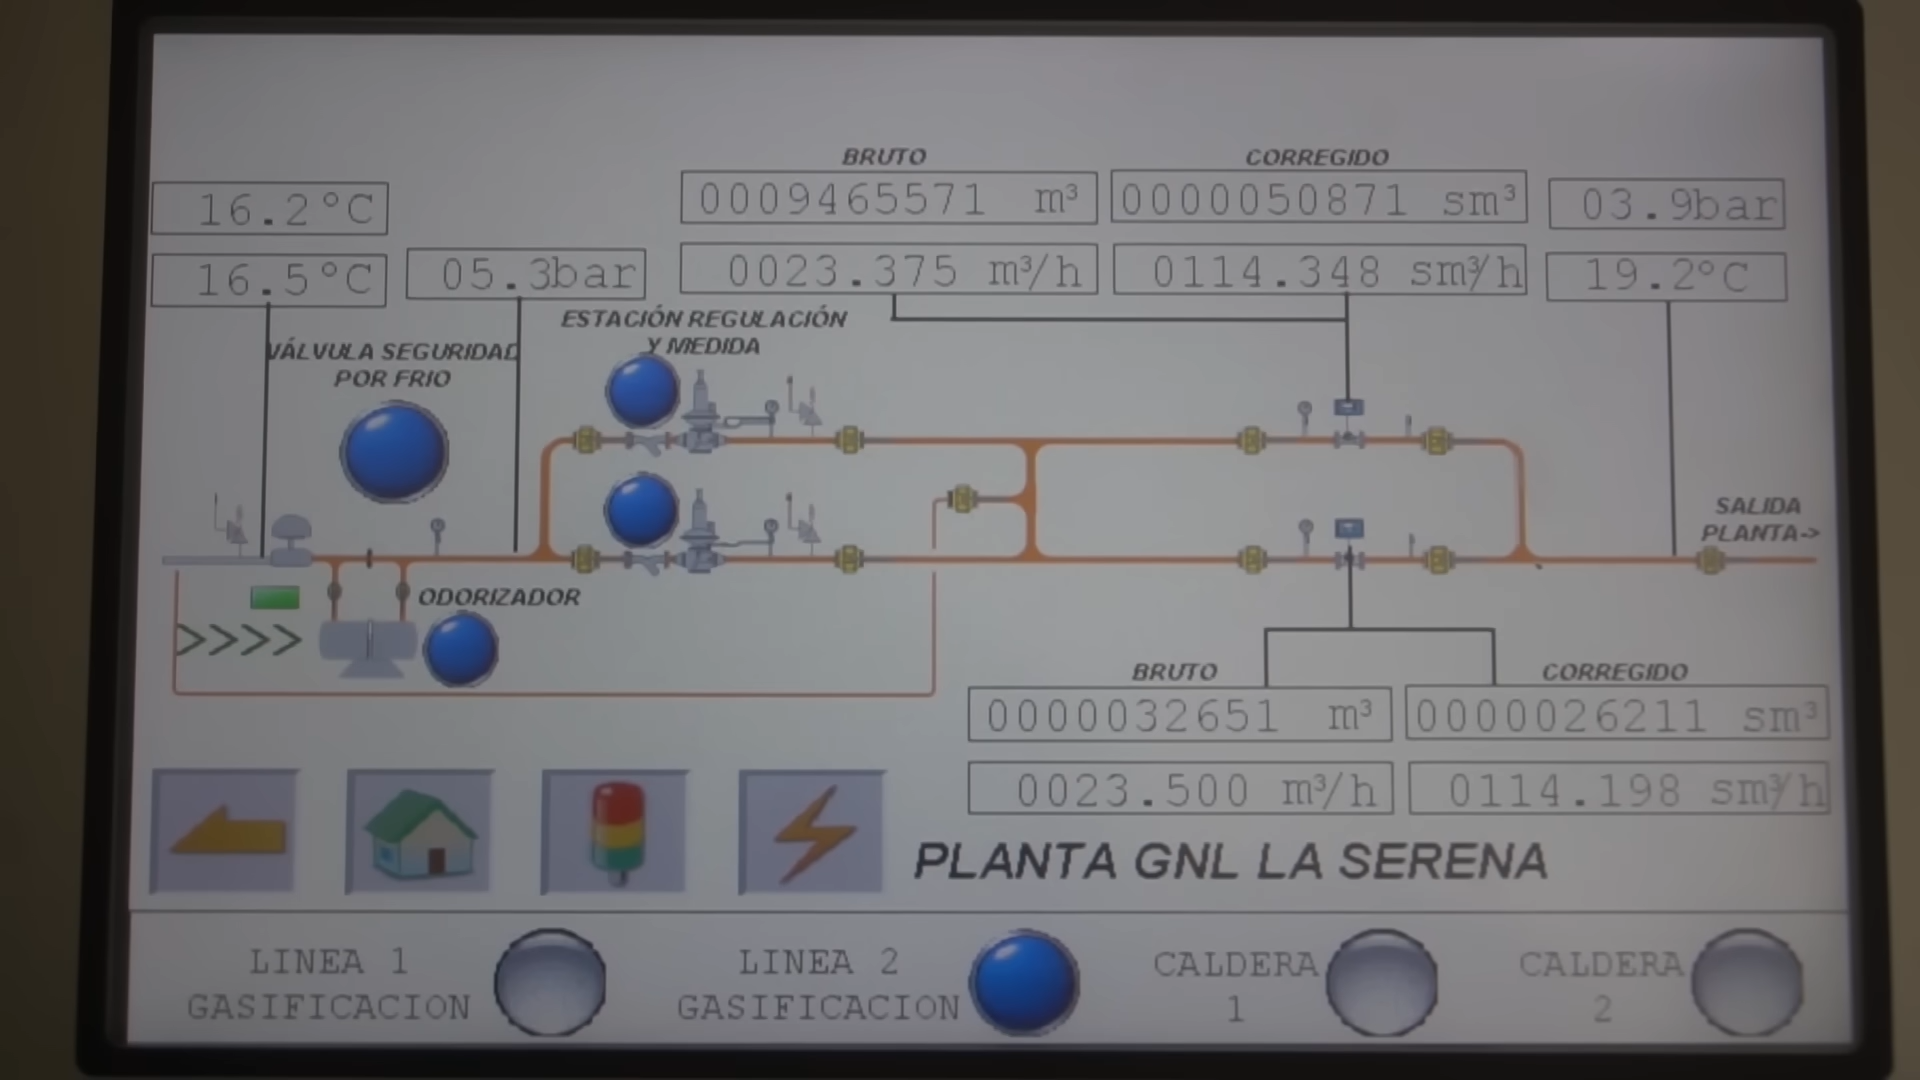 BRUTO
CORREGIDO
16.2°C
0009465571 m³
0000050871 sm³
03.9bar
16.5°C
05.3bar
0023.375 m³/h
0114.348 sm³/h
19.2°C
ESTACIÓN REGULACIÓN
Y MEDIDA
VÁLVULA SEGURIDAD
POR FRIO
SALIDA
PLANTA->
ODORIZADOR
>>>>
BRUTO
CORREGIDO
0000032651 m³
0000026211 sm³
0023.500 m³/h
0114.198 sm³/h
PLANTA GNL LA SERENA
LINEA 1
GASIFICACION
LINEA 2
GASIFICACION
CALDERA
1
CALDERA
2